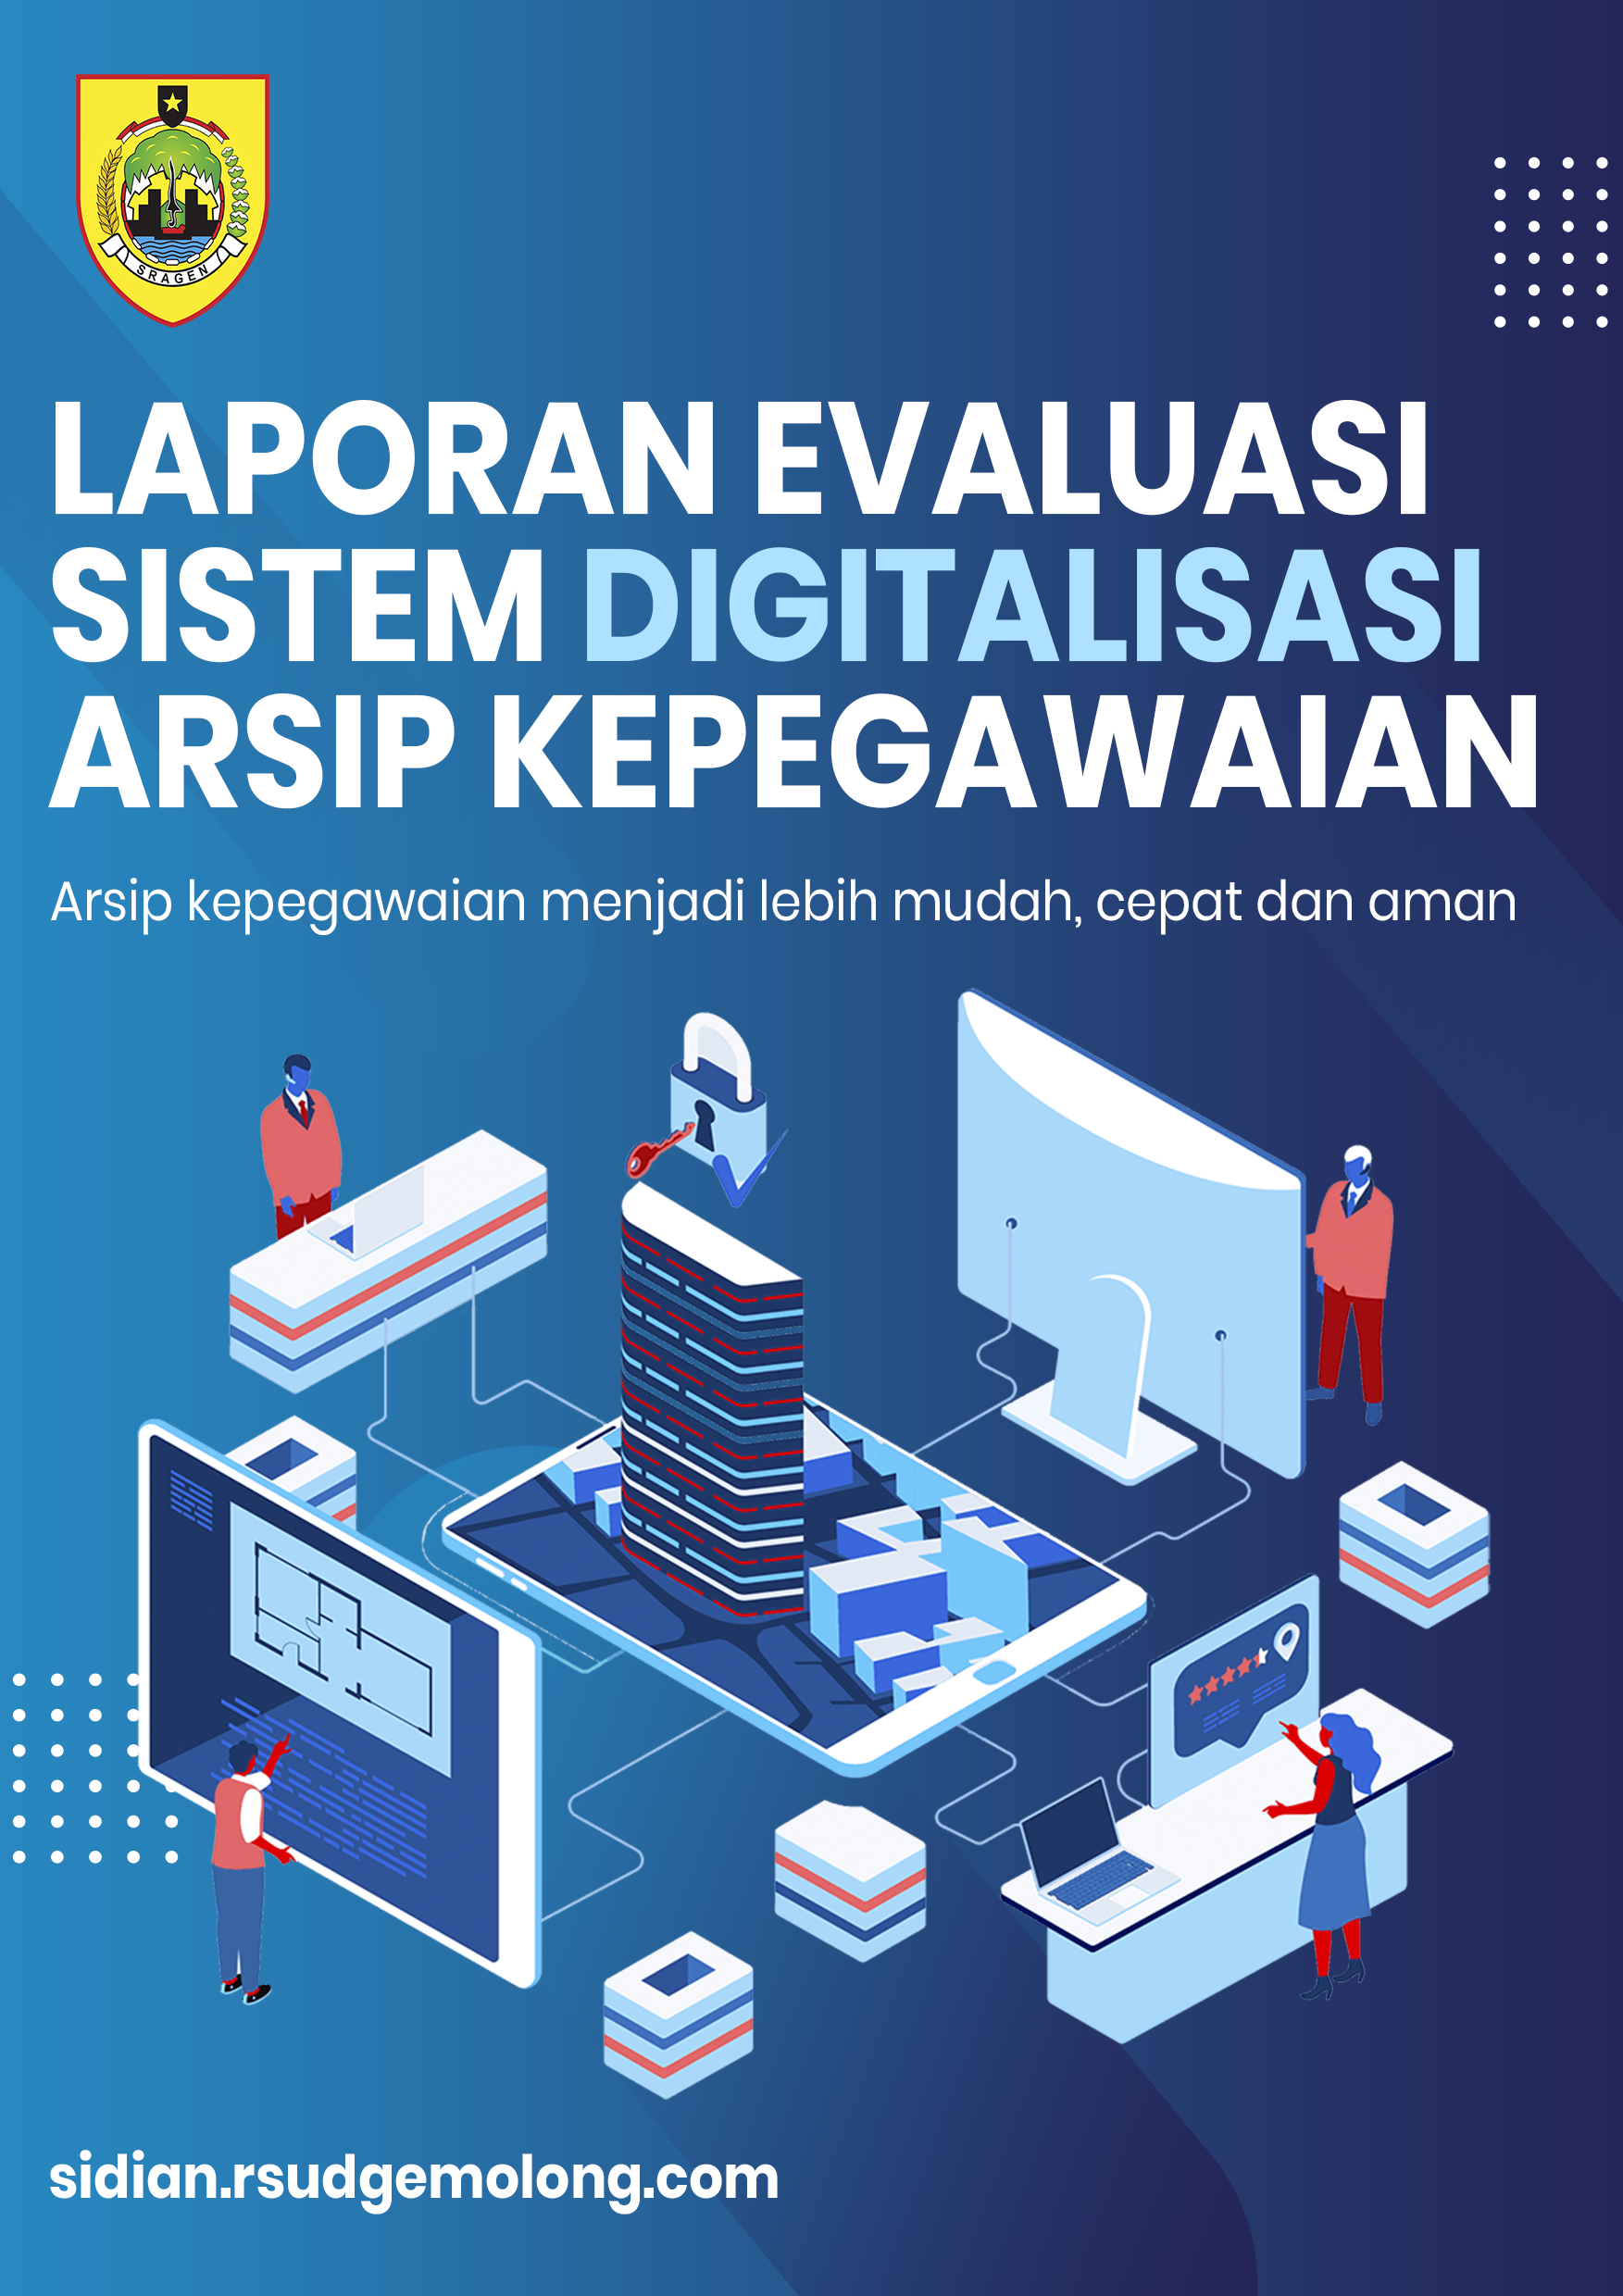 SRAGEN
LAPORAN EVALUASI
SISTEM DIGITALISASI
ARSIP KEPEGAWAIAN
Arsip kepegawaian menjadi lebih mudah, cepat dan aman
sidian.rsudgemolong.com